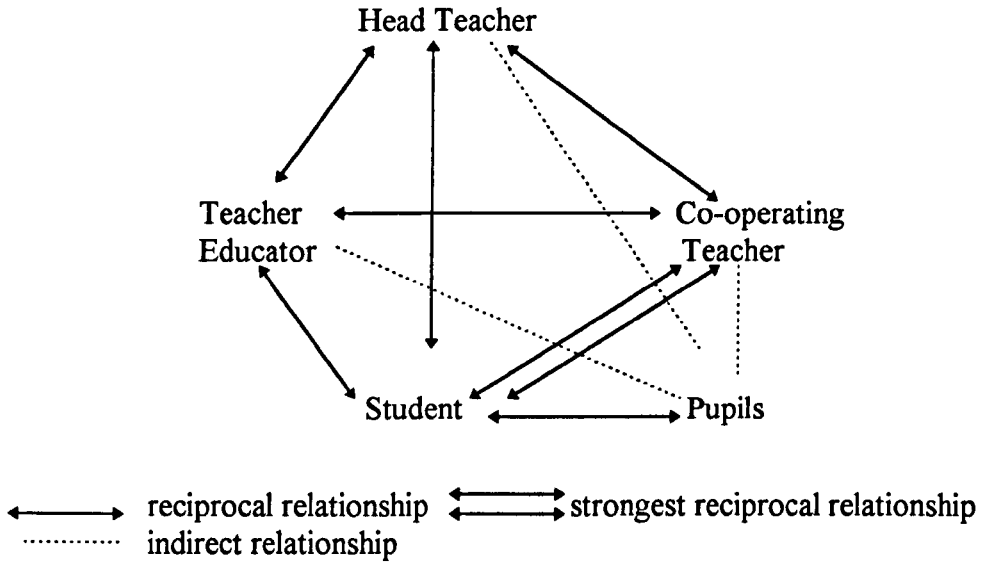 Head Teacher
Teacher
Educator
Co-operating
Teacher
Student
Pupils
reciprocal relationship
strongest reciprocal relationship
indirect relationship